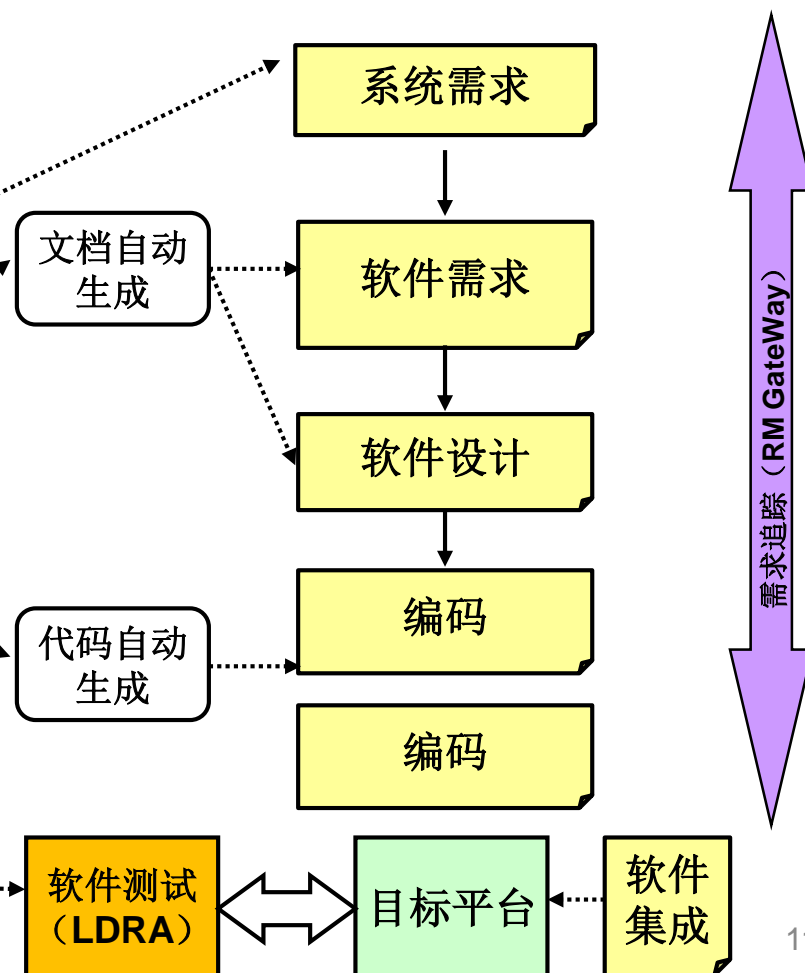 系统需求
文档自动
生成
软件需求
软件设计
代码自动
生成
编码
编码
需求追踪（RM GateWay）
软件测试
（LDRA）
目标平台
软件
集成